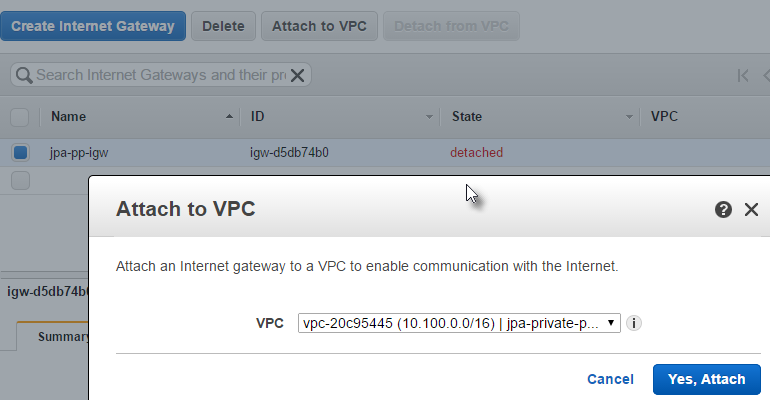 Create Internet Gateway Delete Attach to VPC Detach from VPC
Search Internet Gateways and their pr
Name ID State VPC
jpa-pp-igw igw-d5db74b0 detached
Attach to VPC
Attach an Internet gateway to a VPC to enable communication with the Internet.
igw-d5db74b
VPC vpc-20c95445 (10.100.0.0/16) | jpa-private-p...
Summary
Cancel Yes, Attach